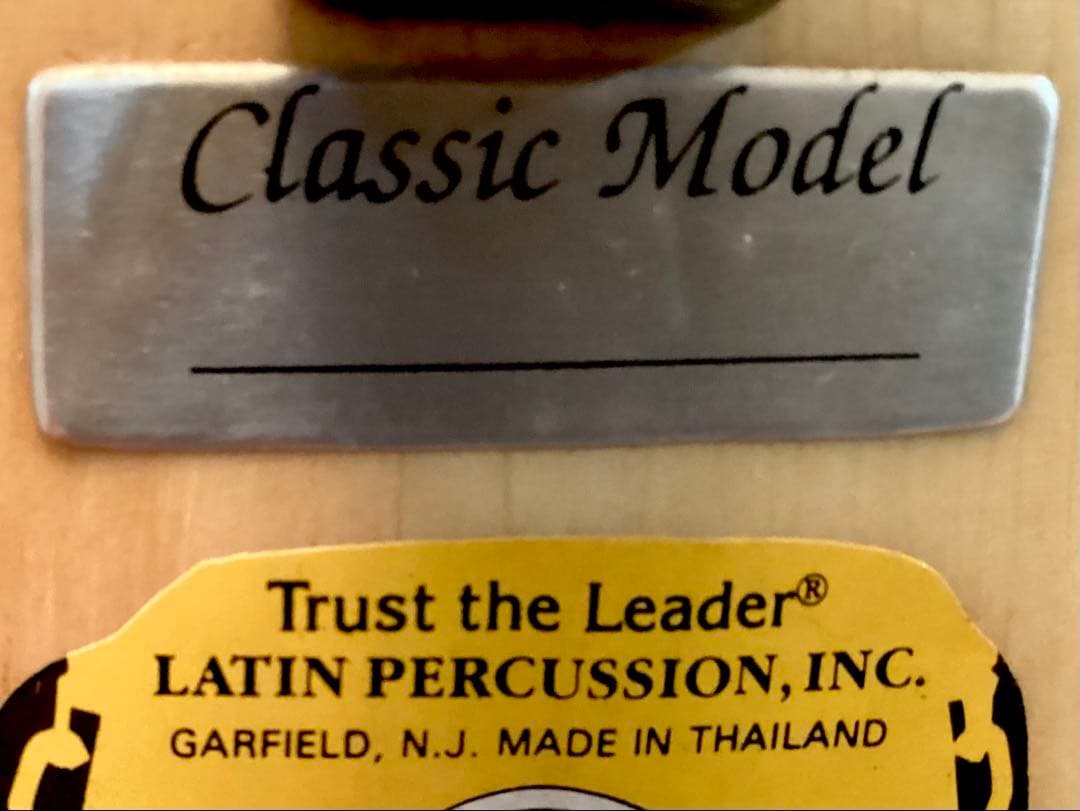 Classic Model
Trust the Leader®
LATIN PERCUSSION, INC.
GARFIELD, N.J. MADE IN THAILAND